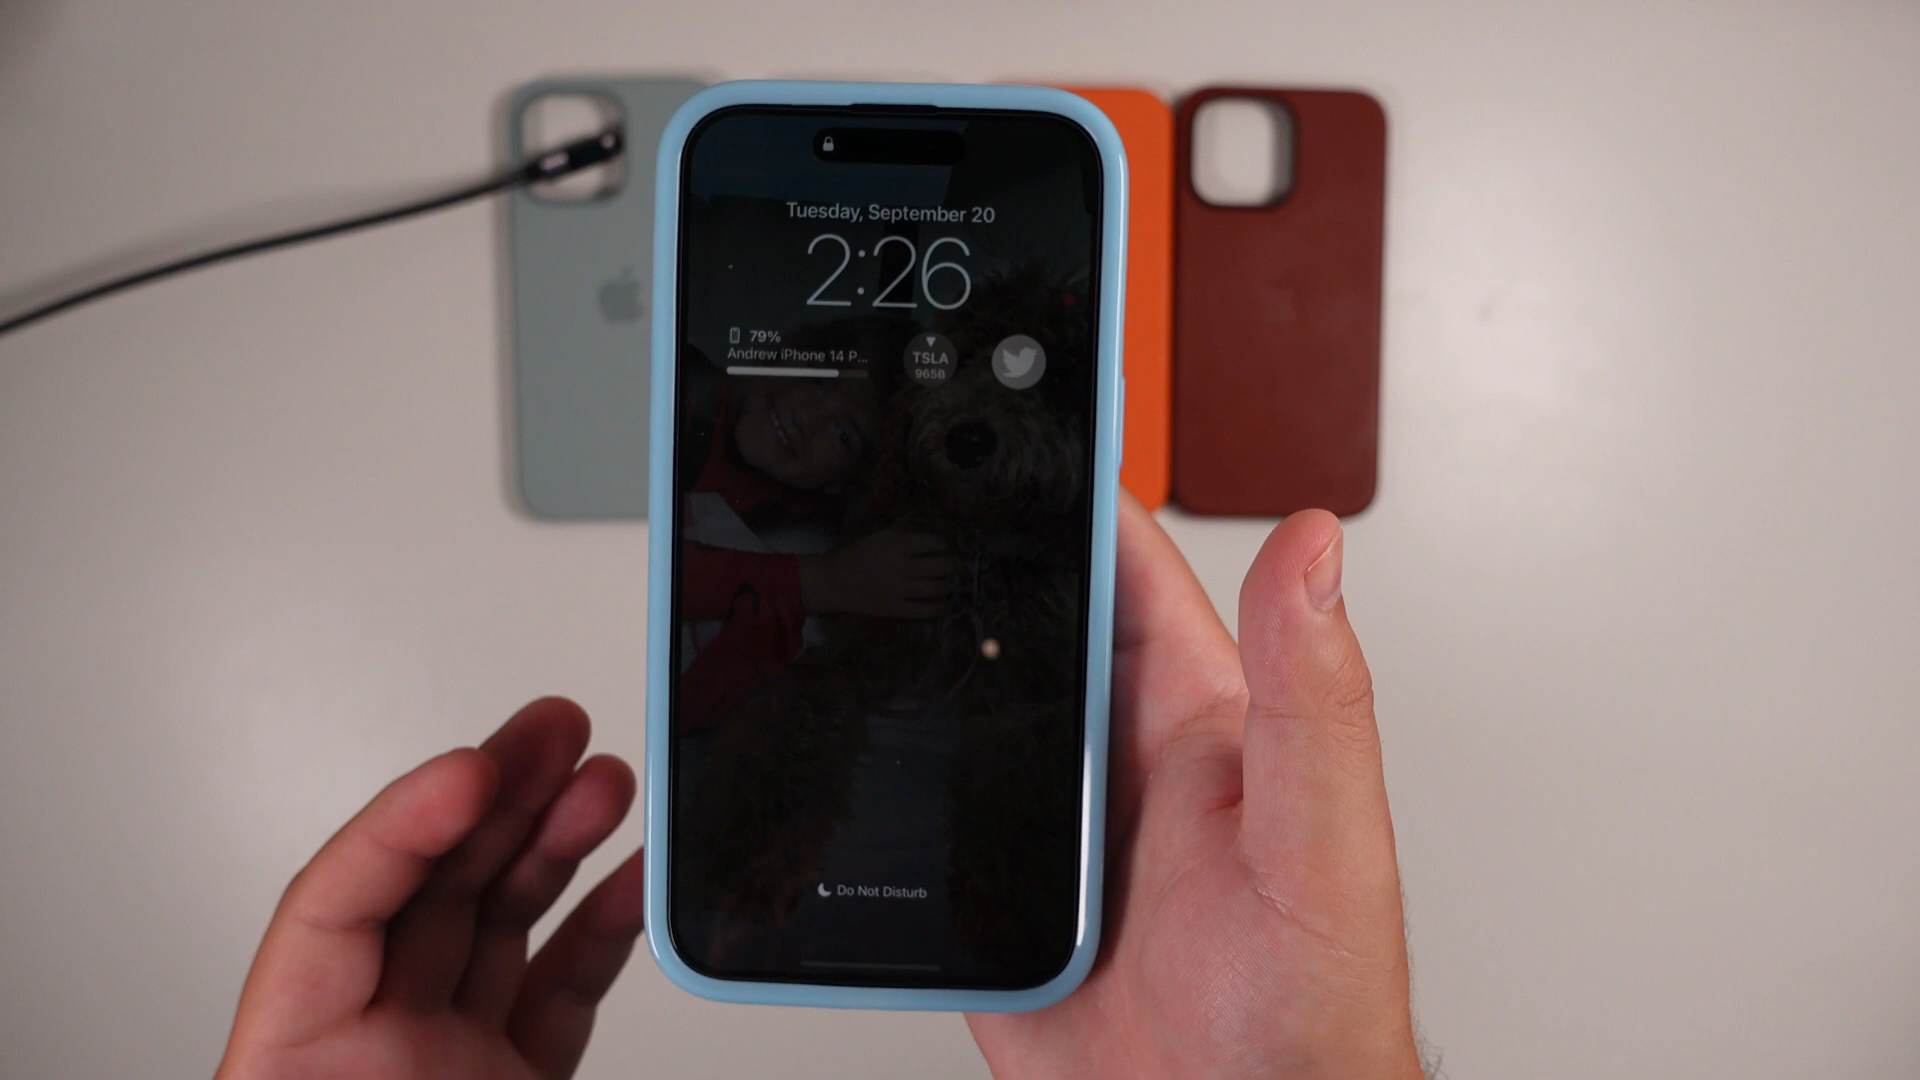 Tuesday, September 20
2:26
79%
Andrew iPhone 14 P...
TSLA
965B
Do Not Disturb